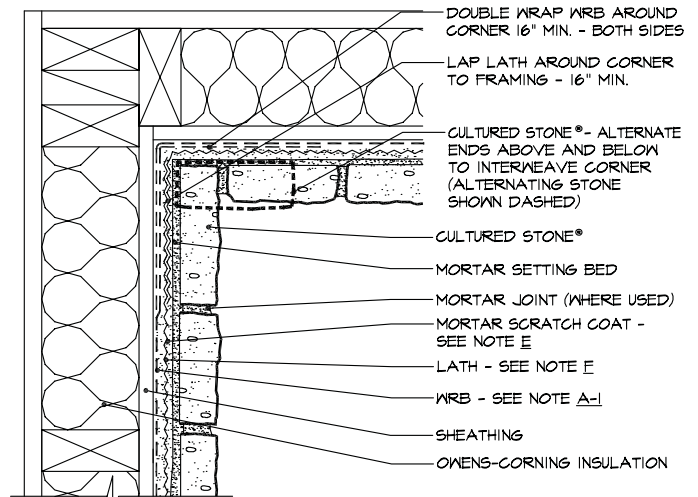 DOUBLE WRAP WRB AROUND
CORNER 16" MIN. - BOTH SIDES
LAP LATH AROUND CORNER
TO FRAMING - 16" MIN.
CULTURED STONE®- ALTERNATE
ENDS ABOVE AND BELOW
TO INTERWEAVE CORNER
(ALTERNATING STONE
SHOWN DASHED)
CULTURED STONE®
MORTAR SETTING BED
MORTAR JOINT (WHERE USED)
MORTAR SCRATCH COAT -
SEE NOTE E
LATH - SEE NOTE F
WRB - SEE NOTE A-1
SHEATHING
OWENS-CORNING INSULATION